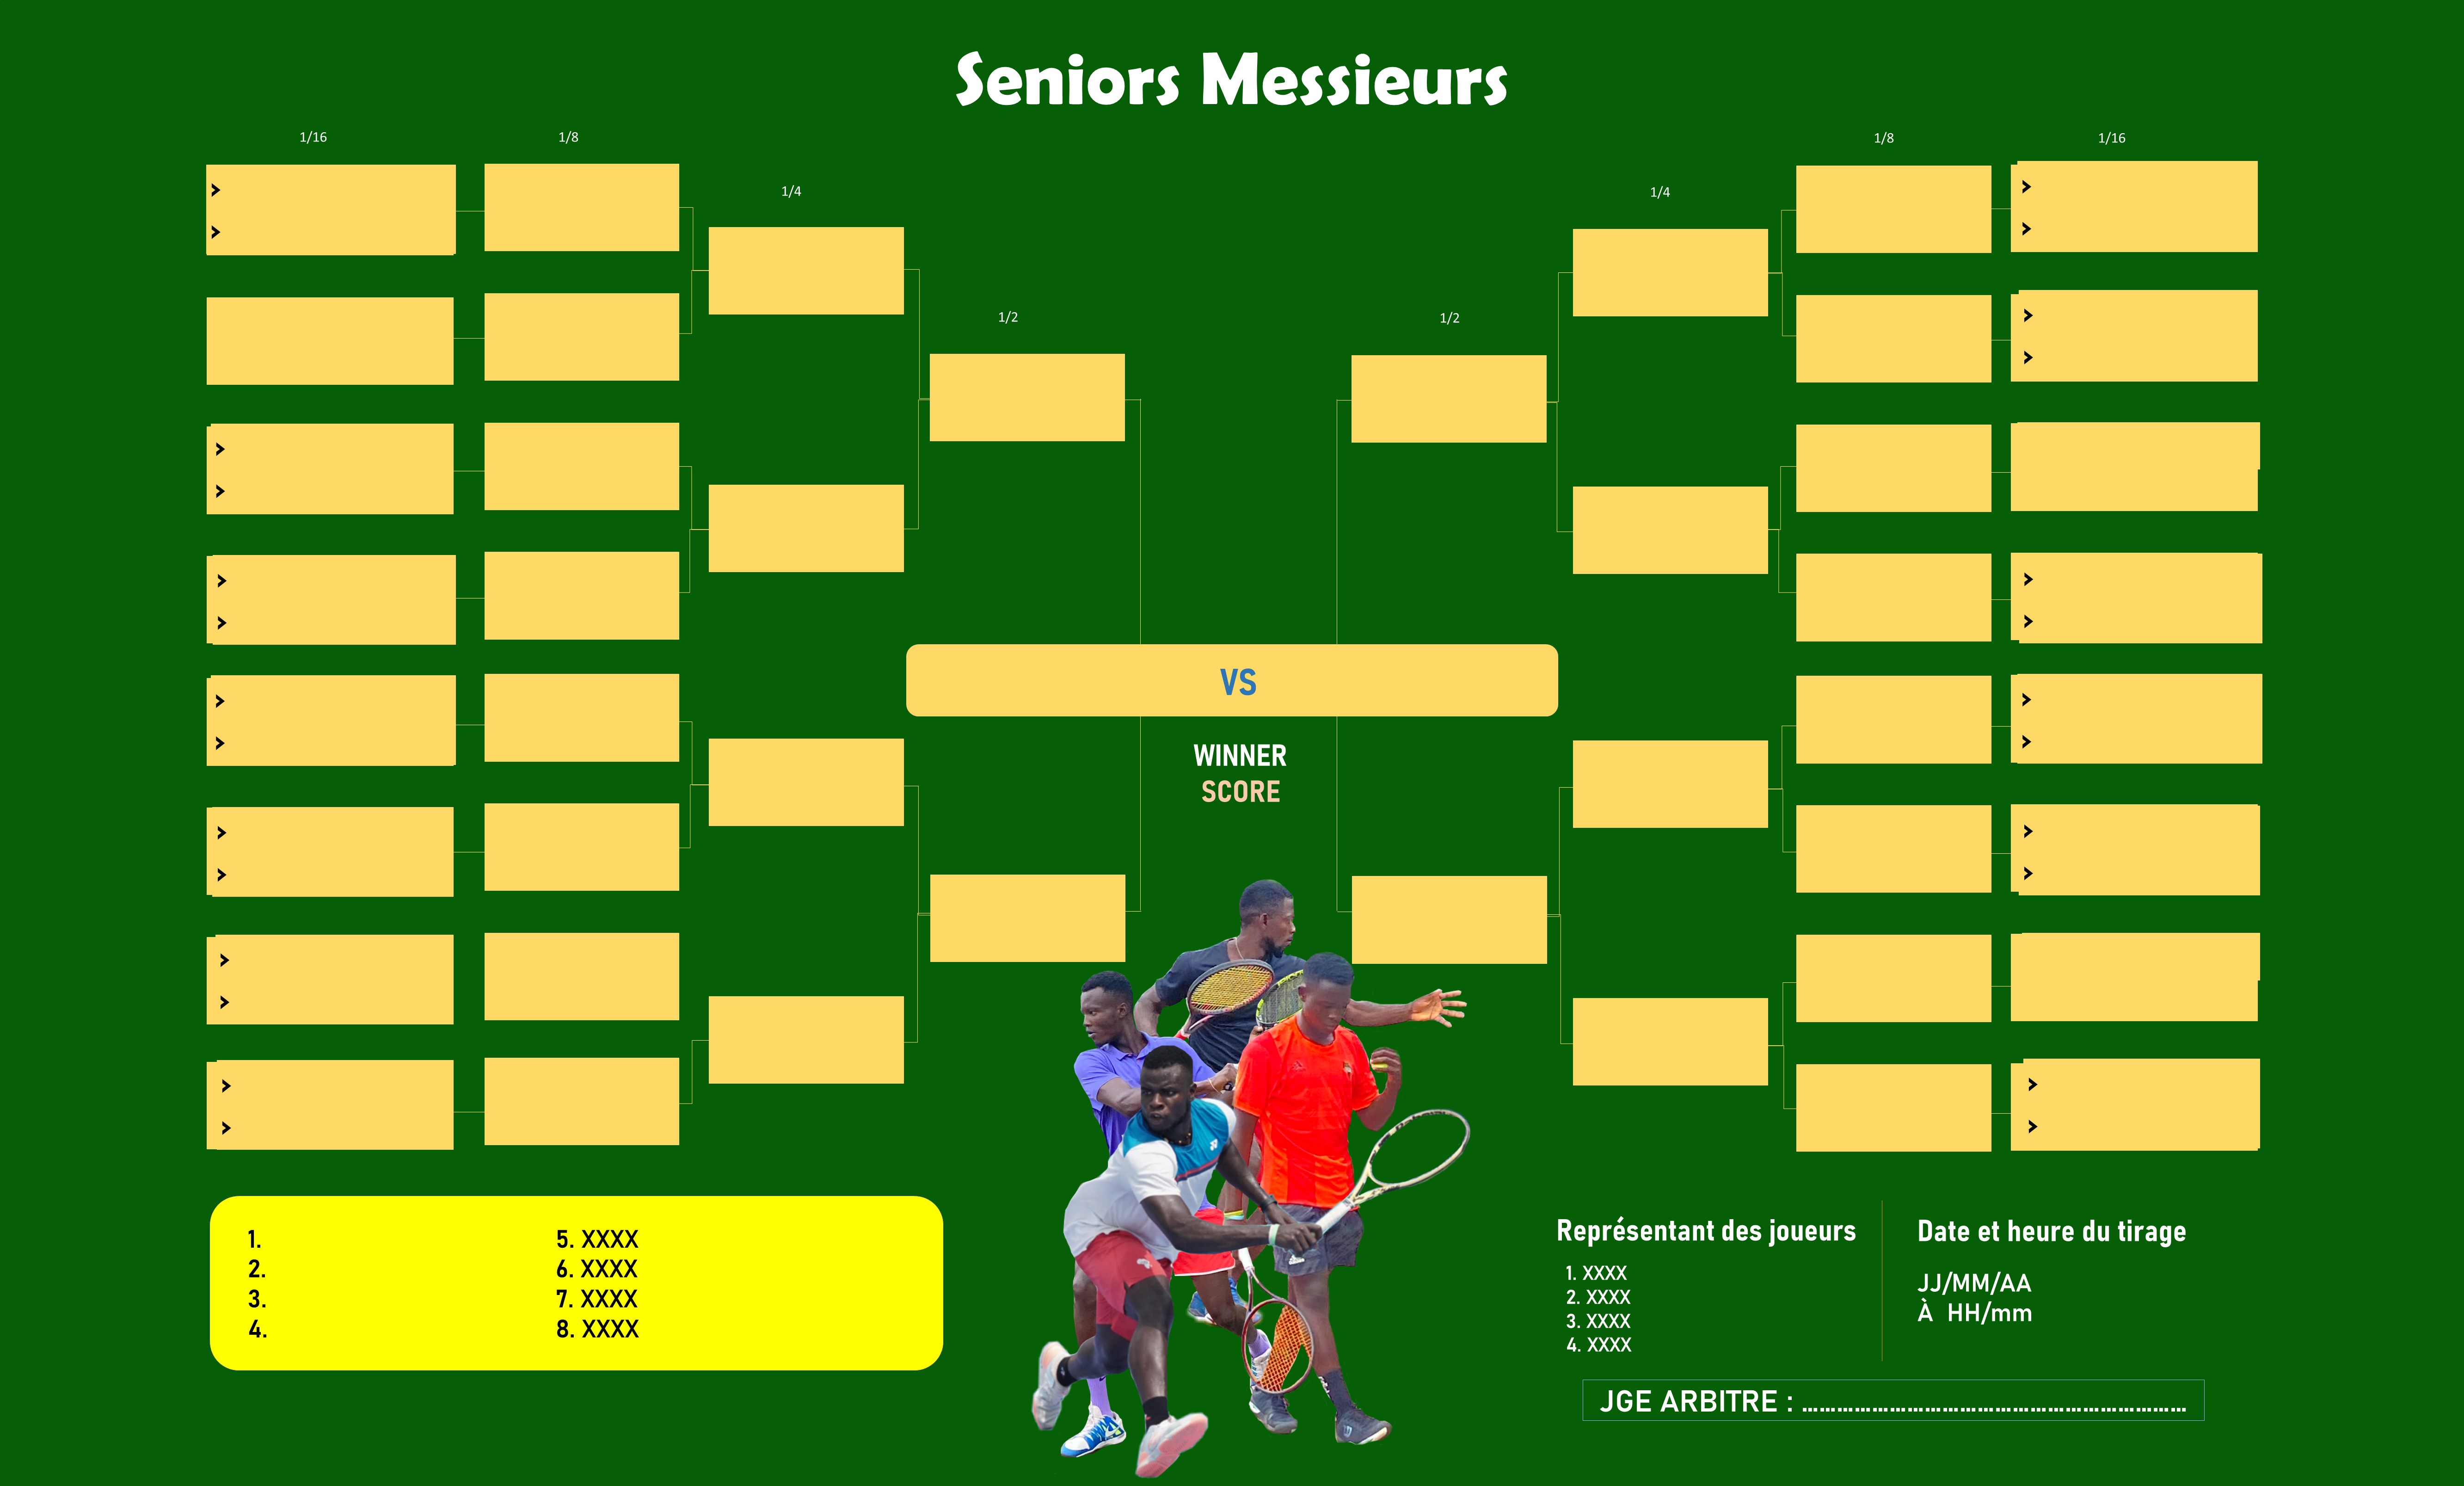 Seniors Messieurs
1/16
1/8
1/4
1/2
1/2
1/4
1/8
1/16
VS
WINNER
SCORE
1.
2.
3.
4.
5. XXXX
6. XXXX
7. XXXX
8. XXXX
Représentant des joueurs
1. XXXX
2. XXXX
3. XXXX
4. XXXX
Date et heure du tirage
JJ/MM/AA
À HH/mm
JGE ARBITRE : ..................................................................